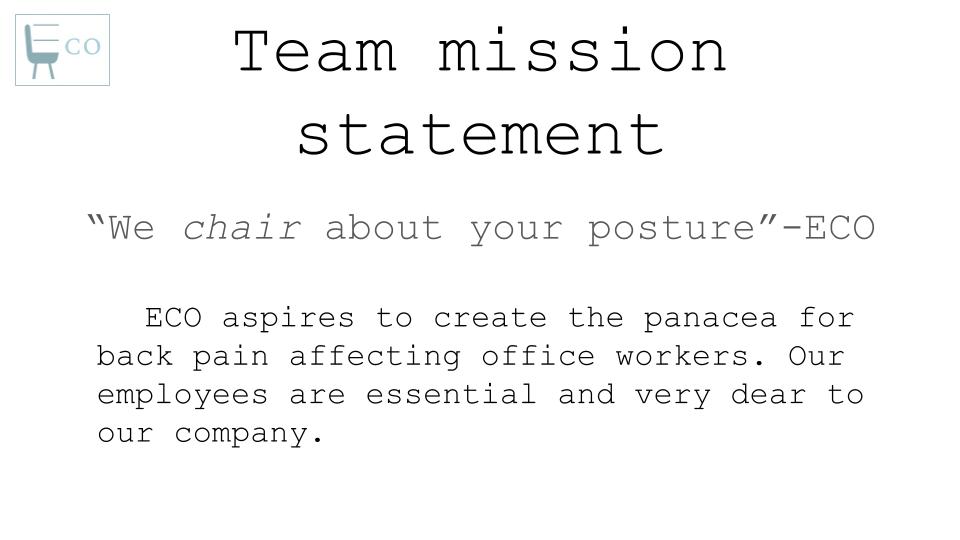 ECO
Team mission
statement
“We chair about your posture”-ECO
ECO aspires to create the panacea for
back pain affecting office workers. Our
employees are essential and very dear to
our company.